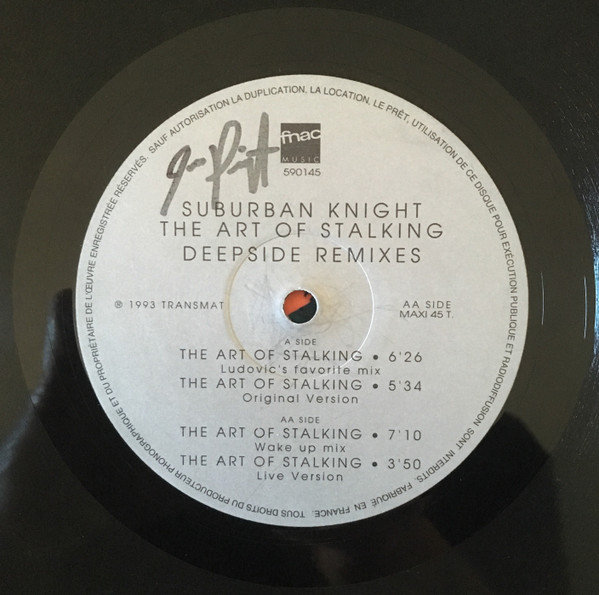 fnac
MUSIC
590145
SUBURBAN KNIGHT
THE ART OF STALKING
DEEPSIDE REMIXES
℗ 1993 TRANSMAT
AA SIDE
MAXI 45 T.
A SIDE
THE ART OF STALKING • 6'26
Ludovic's favorite mix
THE ART OF STALKING • 5'34
Original Version
AA SIDE
THE ART OF STALKING • 7'10
Wake up mix
THE ART OF STALKING • 3'50
Live Version
TOUS DROITS DU PRODUCTEUR PHONOGRAPHIQUE ET DU PROPRIÉTAIRE DE L'ŒUVRE ENREGISTRÉE RÉSERVÉS. SAUF AUTORISATION LA DUPLICATION, LA LOCATION, LE PRÊT, UTILISATION DE CE DISQUE POUR EXÉCUTION PUBLIQUE ET RADIODIFFUSION SONT INTERDITS. FABRIQUÉ EN FRANCE.